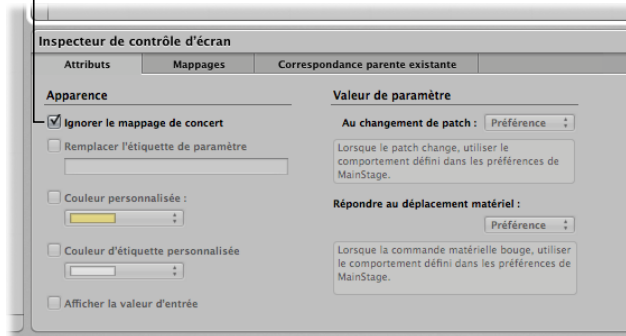 Inspecteur de contrôle d'écran
Attributs Mappages Correspondance parente existante
Apparence
Ignorer le mappage de concert
Remplacer l'étiquette de paramètre
Couleur personnalisée :
Couleur d'étiquette personnalisée
Afficher la valeur d'entrée
Valeur de paramètre
Au changement de patch : Préférence
Lorsque le patch change, utiliser le
comportement défini dans les préférences de
MainStage.
Répondre au déplacement matériel :
Préférence
Lorsque la commande matérielle bouge, utiliser
le comportement défini dans les préférences de
MainStage.